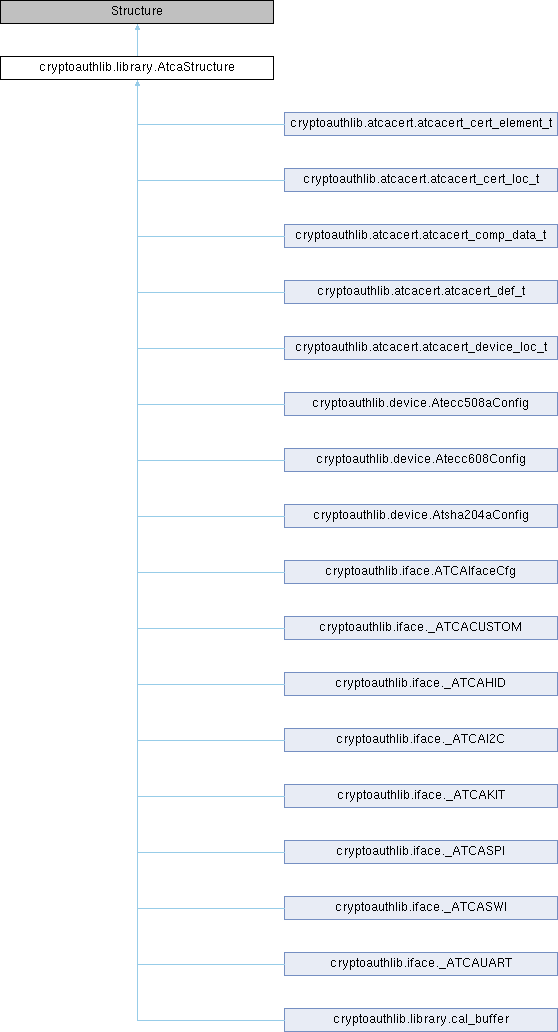 Structure
cryptoauthlib.library.AtcaStructure
cryptoauthlib.atcacert.atcacert_cert_element_t
cryptoauthlib.atcacert.atcacert_cert_loc_t
cryptoauthlib.atcacert.atcacert_comp_data_t
cryptoauthlib.atcacert.atcacert_def_t
cryptoauthlib.atcacert.atcacert_device_loc_t
cryptoauthlib.device.Atecc508aConfig
cryptoauthlib.device.Atecc608Config
cryptoauthlib.device.Atsha204aConfig
cryptoauthlib.iface.ATCAIfaceCfg
cryptoauthlib.iface._ATCACUSTOM
cryptoauthlib.iface._ATCAHID
cryptoauthlib.iface._ATCAI2C
cryptoauthlib.iface._ATCAKIT
cryptoauthlib.iface._ATCASPI
cryptoauthlib.iface._ATCASWI
cryptoauthlib.iface._ATCAUART
cryptoauthlib.library.cal_buffer